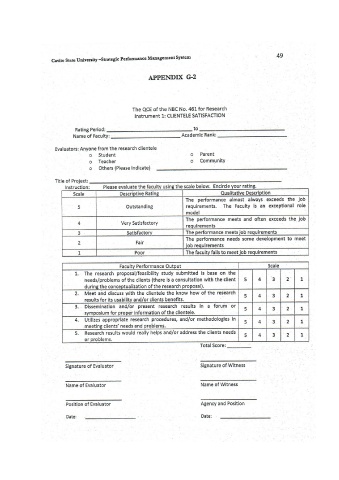 Cavite State University –Strategic Performance Management System
49
APPENDIX G-2
The QCE of the NBC No. 461 for Research
Instrument 1: CLIENTELE SATISFACTION
Rating Period: ____________ to ____________
Name of Faculty: ____________ Academic Rank: ____________
Evaluators: Anyone from the research clientele
o Student o Parent
o Teacher o Community
o Others (Please Indicate) ____________
Title of Project: ____________
Instruction: Please evaluate the faculty using the scale below. Encircle your rating.
Scale Descriptive Rating Qualitative Description
5 Outstanding The performance almost always exceeds the job
requirements. The Faculty is an exceptional role
model
4 Very Satisfactory The performance meets and often exceeds the job
requirements
3 Satisfactory The performance meets job requirements
2 Fair The performance needs some development to meet
job requirements
1 Poor The faculty fails to meet job requirements
Faculty Performance Output Scale
1. The research proposal/feasibility study submitted is base on the
needs/problems of the clients (there is a consultation with the client 5 4 3 2 1
during the conceptualization of the research proposal).
2. Meet and discuss with the clientele the know how of the research 5 4 3 2 1
results for its usability and/or clients benefits.
3. Dissemination and/or present research results in a forum or 5 4 3 2 1
symposium for proper information of the clientele.
4. Utilizes appropriate research procedures, and/or methodologies in 5 4 3 2 1
meeting clients' needs and problems.
5. Research results would really helps and/or address the clients needs 5 4 3 2 1
or problems.
Total Score: ________
Signature of Evaluator Signature of Witness
Name of Evaluator Name of Witness
Position of Evaluator Agency and Position
Date: ____________ Date: ____________